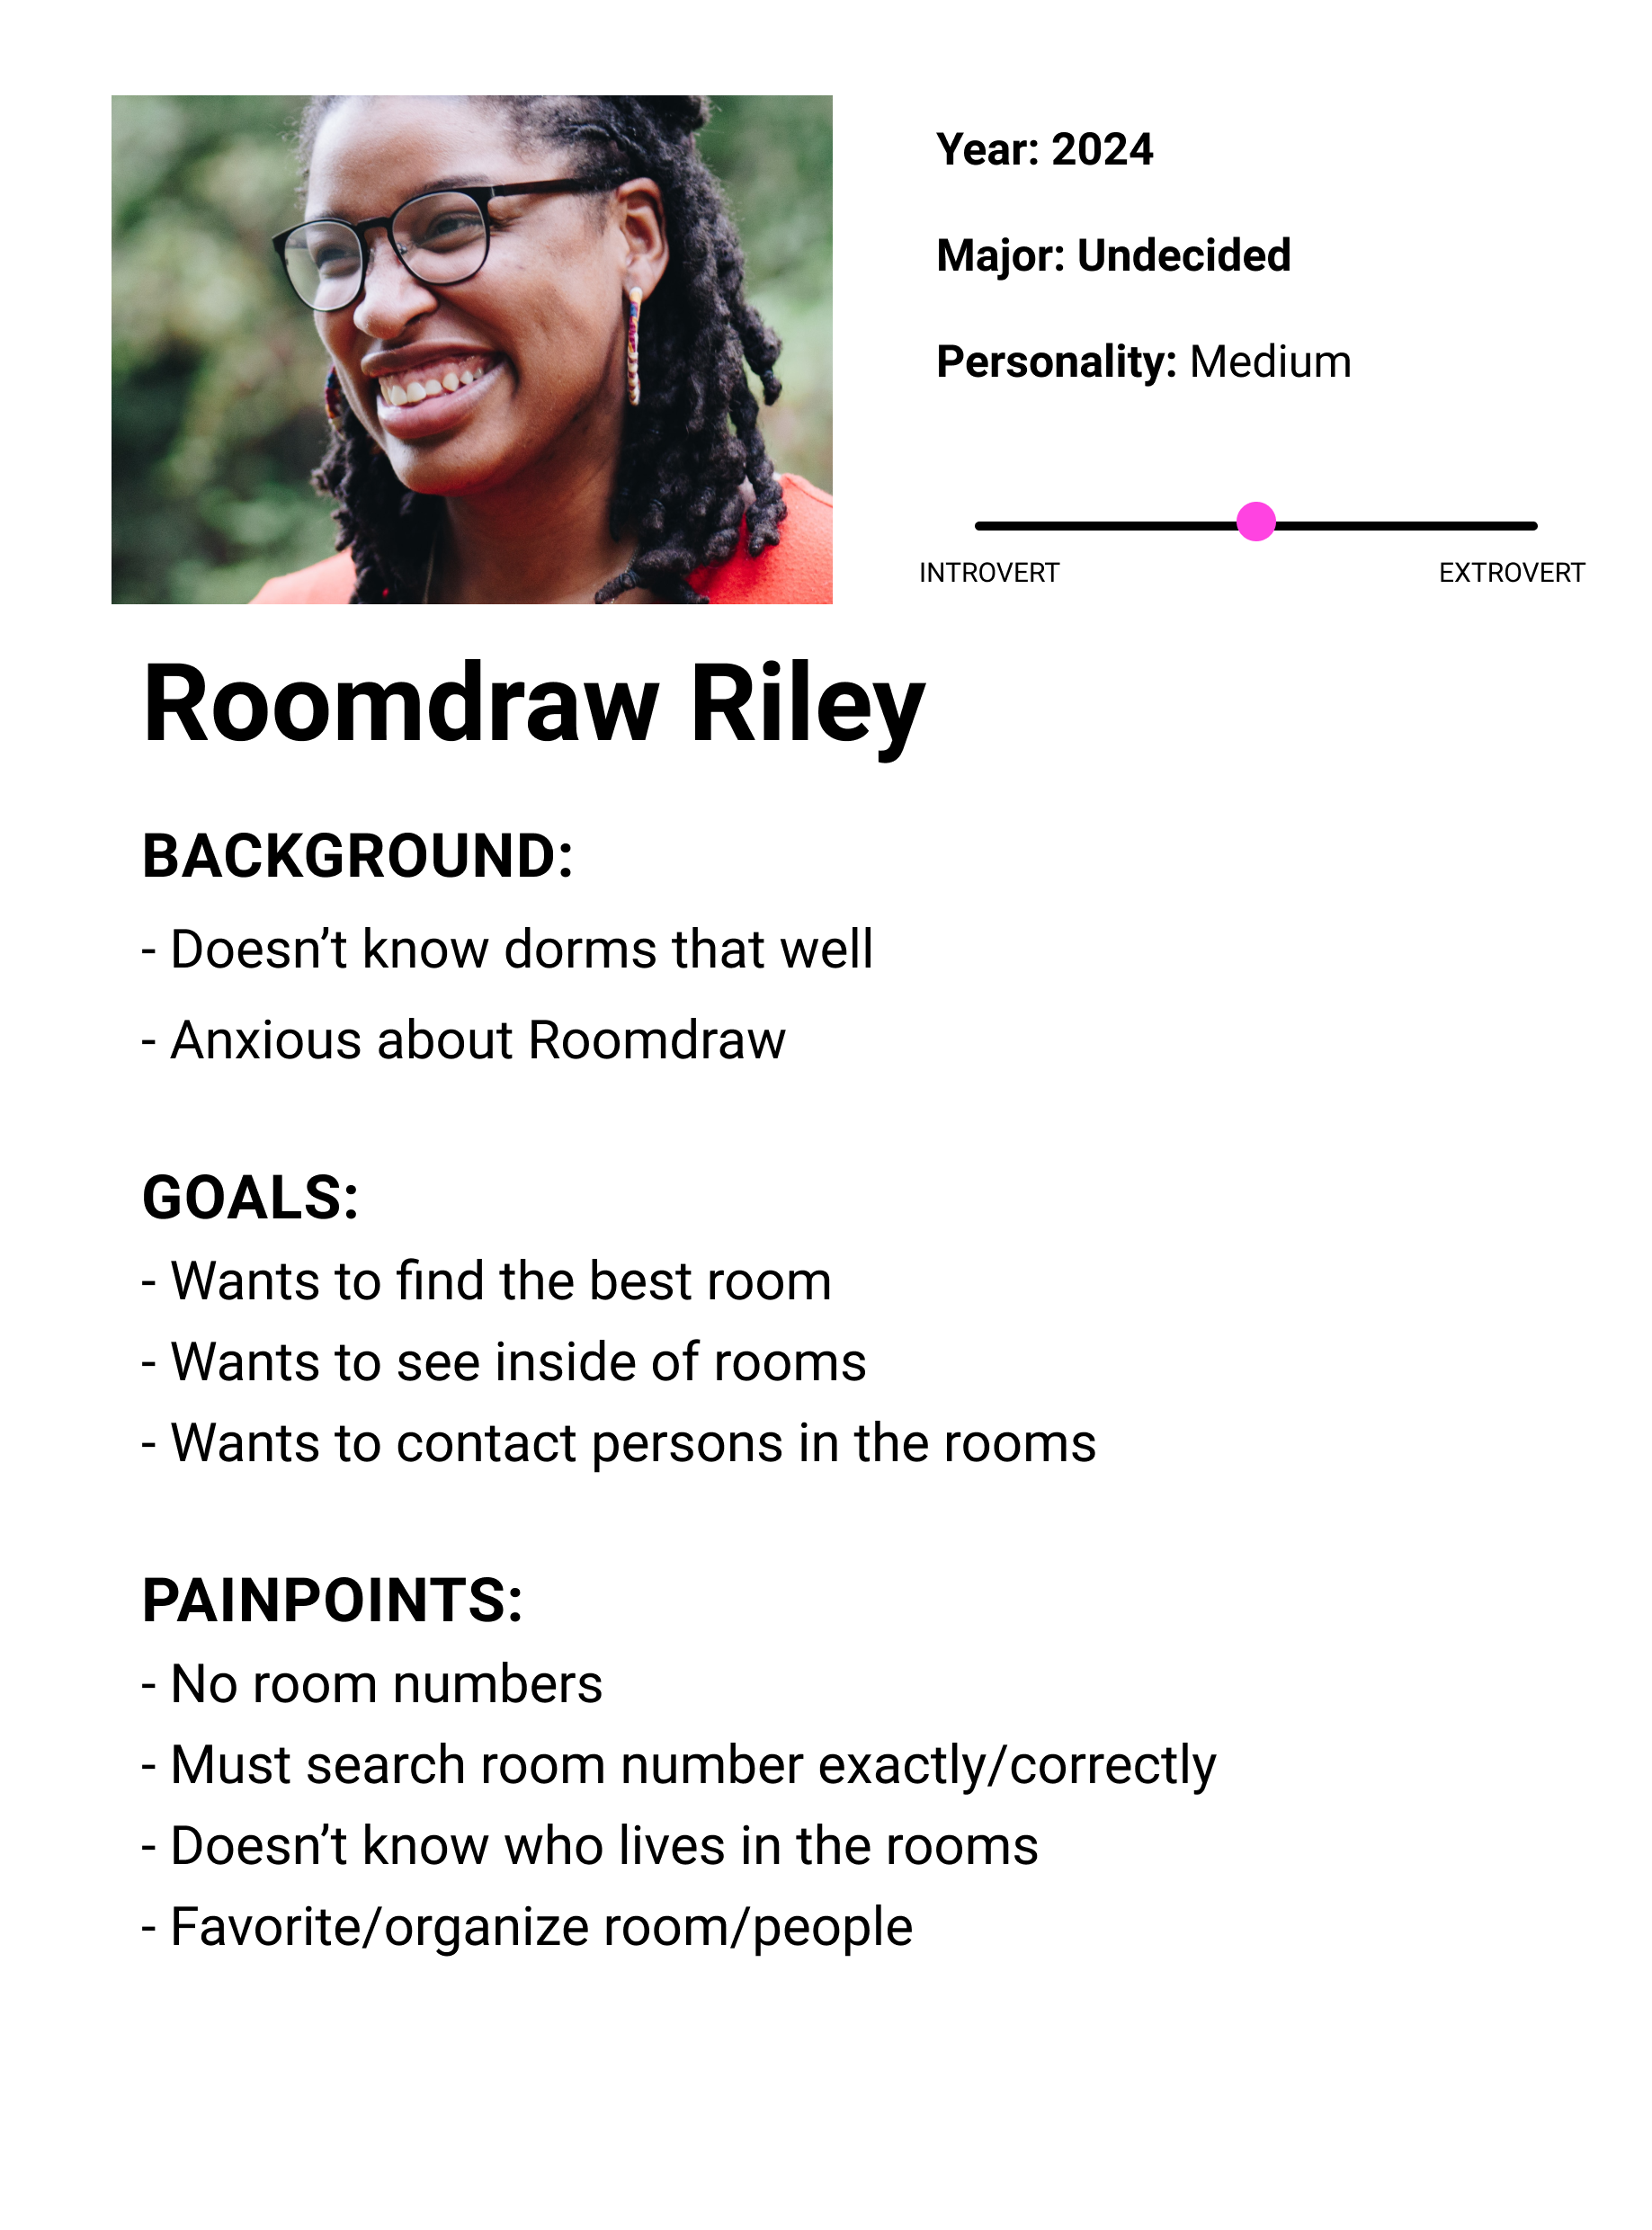 Year: 2024
Major: Undecided
Personality: Medium
INTROVERT EXTROVERT
Roomdraw Riley
BACKGROUND:
- Doesn’t know dorms that well
- Anxious about Roomdraw
GOALS:
- Wants to find the best room
- Wants to see inside of rooms
- Wants to contact persons in the rooms
PAINPOINTS:
- No room numbers
- Must search room number exactly/correctly
- Doesn’t know who lives in the rooms
- Favorite/organize room/people